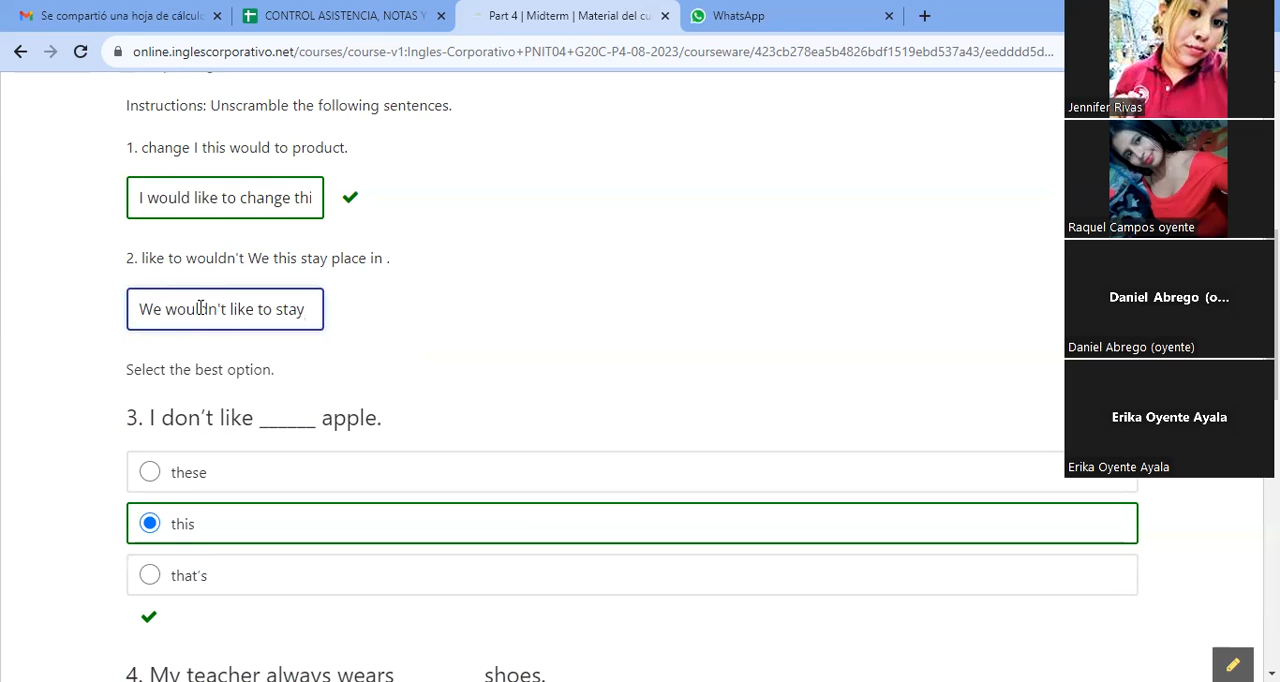 Se compartió una hoja de cálcu
CONTROL ASISTENCIA, NOTAS Y
Part 4 | Midterm | Material del cu
WhatsApp
online.inglescorporativo.net/courses/course-v1:Ingles-Corporativo+PNIT04+G20C-P4-08-2023/courseware/423cb278ea5b4826bdf1519ebd537a43/eedddd5d...
Instructions: Unscramble the following sentences.
1. change I this would to product.
I would like to change thi
2. like to wouldn't We this stay place in .
We wouldn't like to stay
Select the best option.
3. I don't like ______ apple.
these
this
that's
4. My teacher always wears ______ shoes.
Jennifer Rivas
Raquel Campos oyente
Daniel Abrego (o...
Daniel Abrego (oyente)
Erika Oyente Ayala
Erika Oyente Ayala